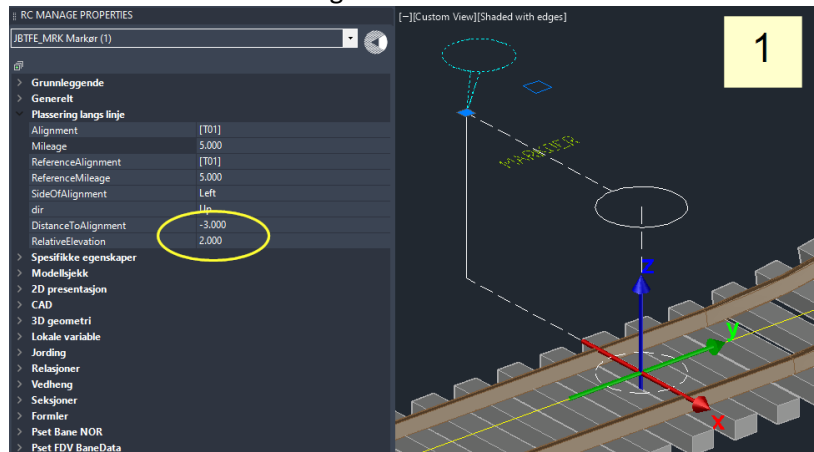 RC MANAGE PROPERTIES
JBTFE_MRK Markør (1)
Grunnleggende
Generelt
Plassering langs linje
Alignment [T01]
Mileage 5.000
ReferenceAlignment [T01]
ReferenceMileage 5.000
SideOfAlignment Left
dir Up
DistanceToAlignment -3.000
RelativeElevation 2.000
Spesifikke egenskaper
Modellsjekk
2D presentasjon
CAD
3D geometri
Lokale variable
Jording
Relasjoner
Vedheng
Seksjoner
Formler
Pset Bane NOR
Pset FDV BaneData
[−][Custom View][Shaded with edges]
1
z
y
x